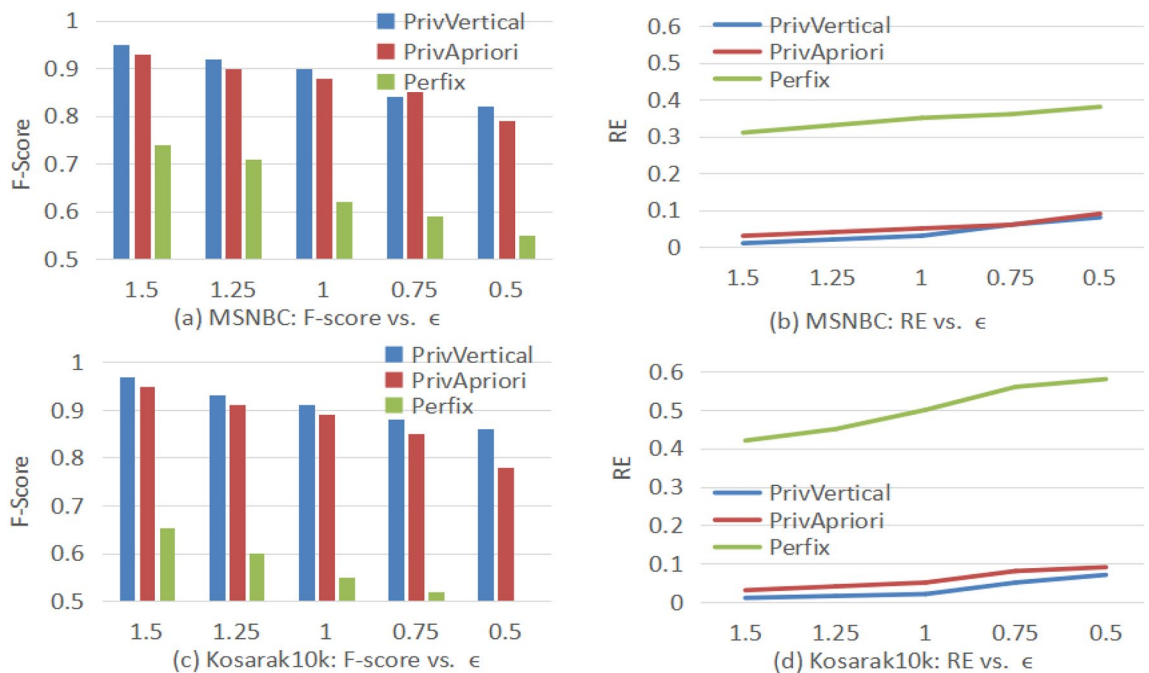 1
0.9
0.8
0.7
0.6
0.5
F-Score
PrivVertical
PrivApriori
Perfix
1.5 1.25 1 0.75 0.5
(a) MSNBC: F-score vs. ϵ
0.6
0.5
0.4
0.3
0.2
0.1
0
RE
PrivVertical
PrivApriori
Perfix
1.5 1.25 1 0.75 0.5
(b) MSNBC: RE vs. ϵ
1
0.9
0.8
0.7
0.6
0.5
F-Score
PrivVertical
PrivApriori
Perfix
1.5 1.25 1 0.75 0.5
(c) Kosarak10k: F-score vs. ϵ
0.6
0.5
0.4
0.3
0.2
0.1
0
RE
PrivVertical
PrivApriori
Perfix
1.5 1.25 1 0.75 0.5
(d) Kosarak10k: RE vs. ϵ